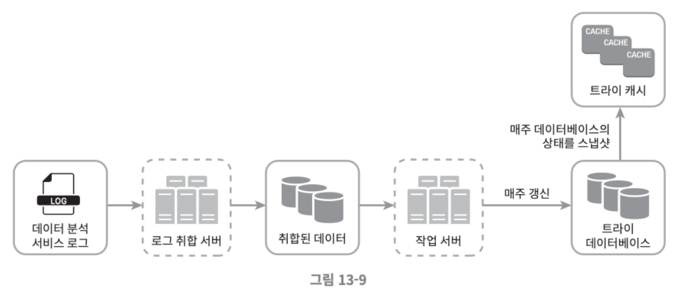 CACHE
CACHE
CACHE
트라이 캐시
매주 데이터베이스의
상태를 스냅샷
LOG
데이터 분석
서비스 로그
로그 취합 서버
취합된 데이터
작업 서버
매주 갱신
트라이
데이터베이스
그림 13-9